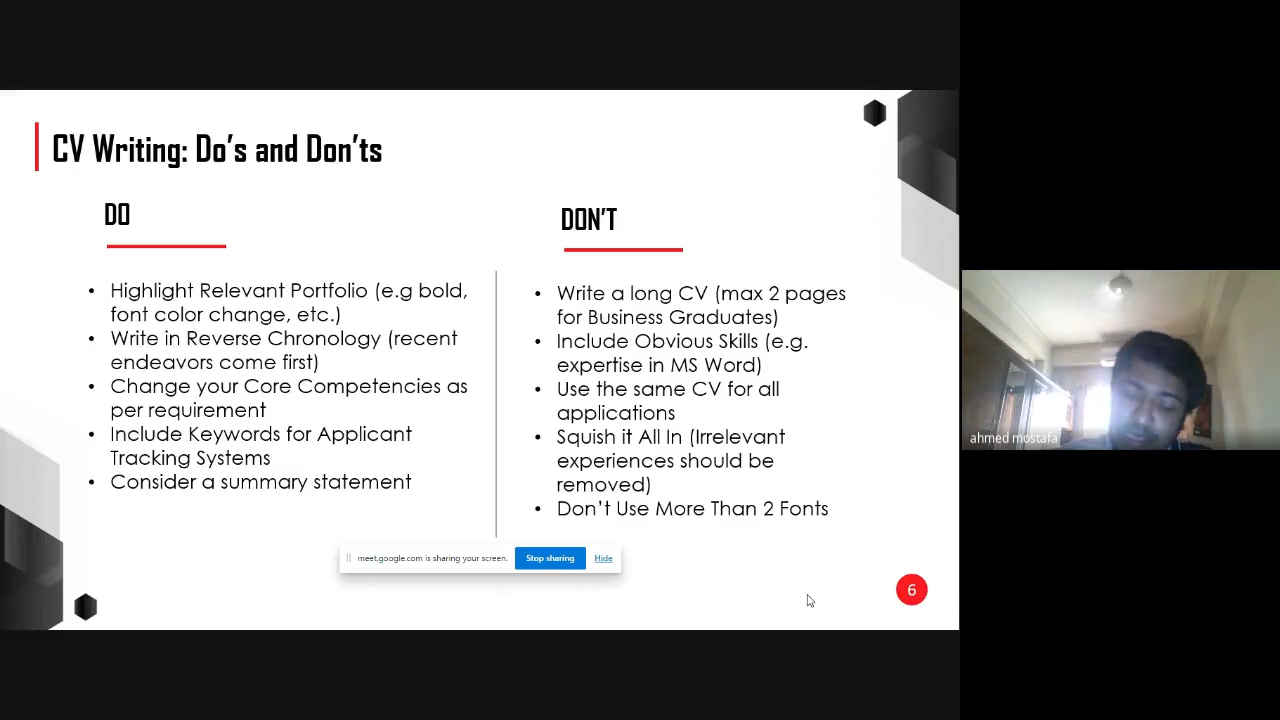 CV Writing: Do's and Don'ts
DO
• Highlight Relevant Portfolio (e.g bold,
font color change, etc.)
• Write in Reverse Chronology (recent
endeavors come first)
• Change your Core Competencies as
per requirement
• Include Keywords for Applicant
Tracking Systems
• Consider a summary statement
DON'T
• Write a long CV (max 2 pages
for Business Graduates)
• Include Obvious Skills (e.g.
expertise in MS Word)
• Use the same CV for all
applications
• Squish it All In (Irrelevant
experiences should be
removed)
• Don't Use More Than 2 Fonts
meet.google.com is sharing your screen. Stop sharing Hide
6
ahmed mostafa